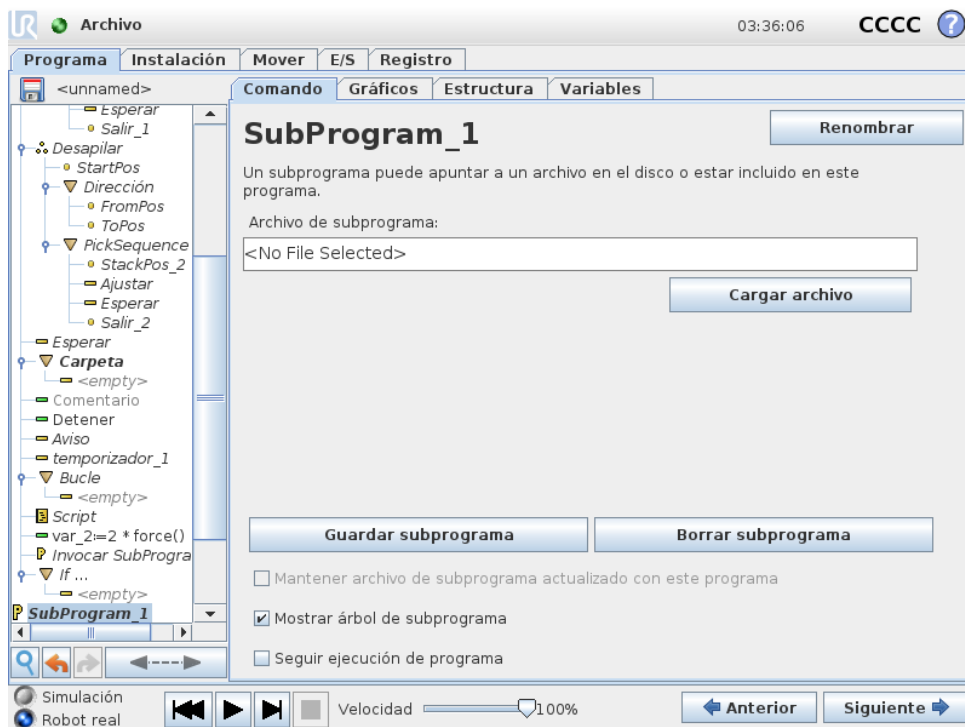 UR Archivo 03:36:06 CCCC ?
Programa Instalación Mover E/S Registro
<unnamed>
Comando Gráficos Estructura Variables
Esperar
Salir_1
Desapilar
StartPos
Dirección
FromPos
ToPos
PickSequence
StackPos_2
Ajustar
Esperar
Salir_2
Esperar
Carpeta
<empty>
Comentario
Detener
Aviso
temporizador_1
Bucle
<empty>
Script
var_2:=2 * force()
Invocar SubProgra
If ...
<empty>
P SubProgram_1
SubProgram_1
Renombrar
Un subprograma puede apuntar a un archivo en el disco o estar incluido en este
programa.
Archivo de subprograma:
<No File Selected>
Cargar archivo
Guardar subprograma
Borrar subprograma
Mantener archivo de subprograma actualizado con este programa
Mostrar árbol de subprograma
Seguir ejecución de programa
Simulación
Robot real
Velocidad 100%
Anterior
Siguiente